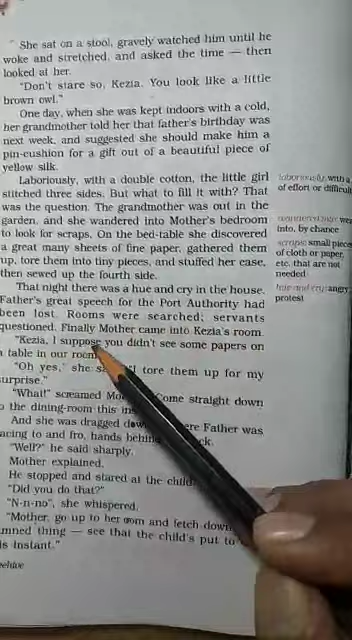 She sat on a stool, gravely watched him until he
woke and stretched, and asked the time — then
looked at her.
"Don't stare so, Kezia. You look like a little
brown owl."
One day, when she was kept indoors with a cold,
her grandmother told her that father's birthday was
next week, and suggested she should make him a
pin-cushion for a gift out of a beautiful piece of
yellow silk.
Laboriously, with a double cotton, the little girl
stitched three sides. But what to fill it with? That
was the question. The grandmother was out in the
garden, and she wandered into Mother's bedroom
to look for scraps. On the bed-table she discovered
a great many sheets of fine paper, gathered them
up, tore them into tiny pieces, and stuffed her case,
then sewed up the fourth side.
That night there was a hue and cry in the house.
Father's great speech for the Port Authority had
been lost. Rooms were searched; servants
questioned. Finally Mother came into Kezia's room.
"Kezia, I suppose you didn't see some papers on
table in our room
"Oh yes," she tore them up for my
surprise."
"What!" screamed come straight down
the dining-room this
And she was dragged Father was
to and fro, hands behind
"Well?" he said sharply.
Mother explained.
He stopped and stared at the child
"Did you do that?"
"N-n-no", she whispered.
"Mother, go up to her and fetch down
thing — see that the child's put to
instant."
laboriously: with a
of effort or
wandered into:
into, by chance
scraps: small pieces
of cloth or paper,
etc. that are not
needed
hue and cry: angry
protest